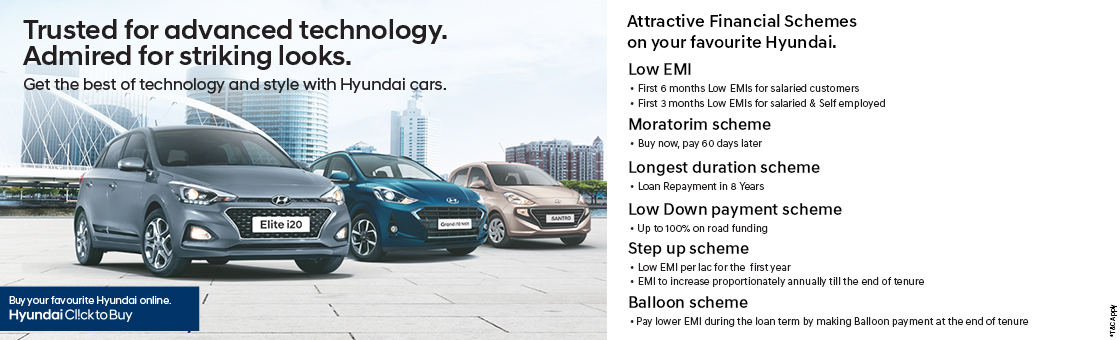 Trusted for advanced technology.
Admired for striking looks.
Get the best of technology and style with Hyundai cars.
Elite i20
Grand i10 NIOS
SANTRO
Buy your favourite Hyundai online.
Hyundai Cl!ck to Buy
Attractive Financial Schemes
on your favourite Hyundai.
Low EMI
• First 6 months Low EMIs for salaried customers
• First 3 months Low EMIs for salaried & Self employed
Moratorim scheme
• Buy now, pay 60 days later
Longest duration scheme
• Loan Repayment in 8 Years
Low Down payment scheme
• Up to 100% on road funding
Step up scheme
• Low EMI per lac for the first year
• EMI to increase proportionately annually till the end of tenure
Balloon scheme
• Pay lower EMI during the loan term by making Balloon payment at the end of tenure
*T&C Apply